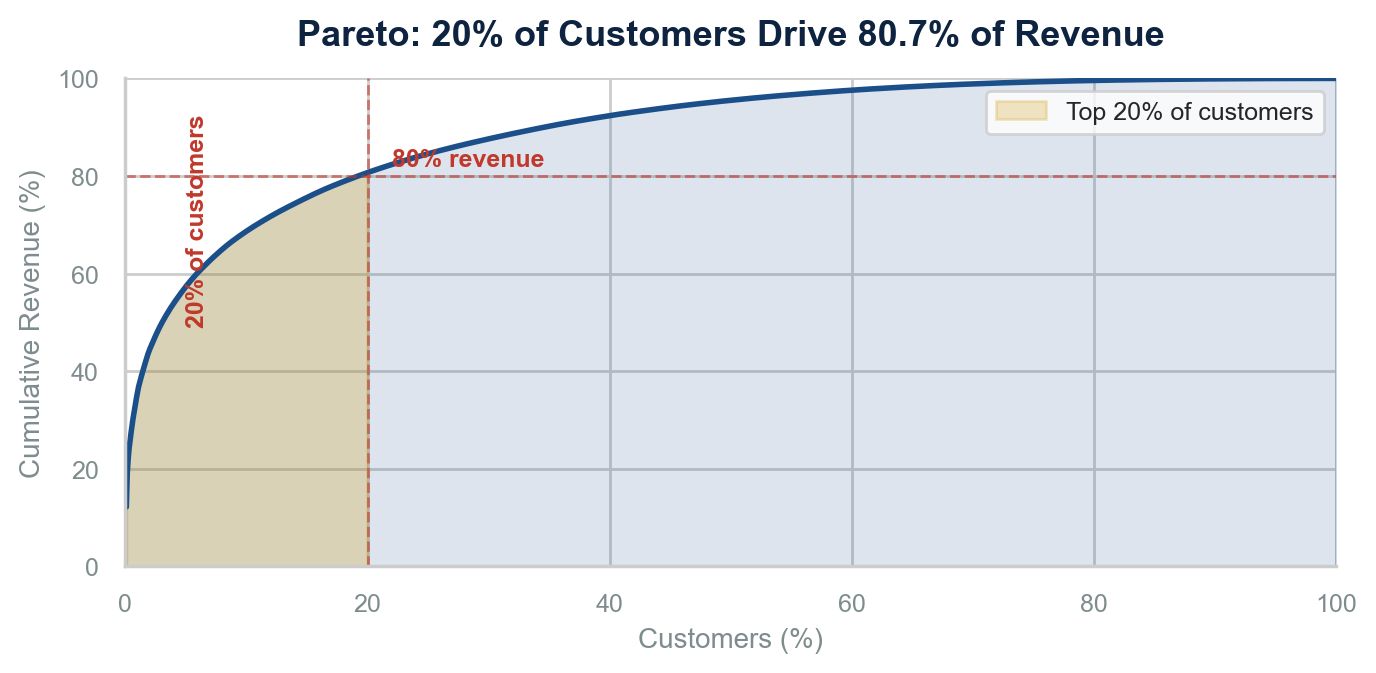 Pareto: 20% of Customers Drive 80.7% of Revenue
100
80
60
40
20
0
Cumulative Revenue (%)
20% of customers
80% revenue
Top 20% of customers
0
20
40
60
80
100
Customers (%)